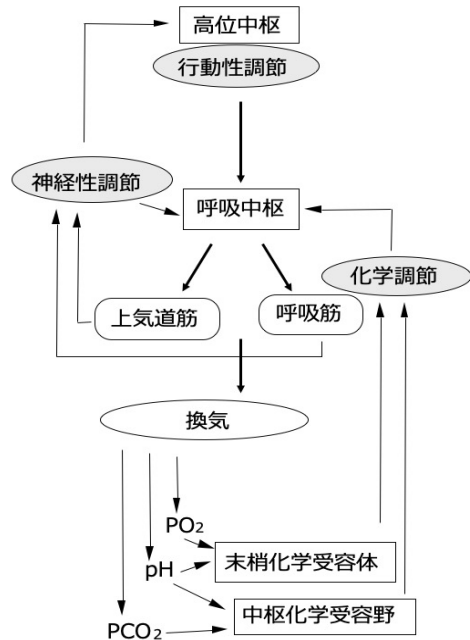 高位中枢
行動性調節
神経性調節
呼吸中枢
化学調節
上気道筋
呼吸筋
換気
PO₂
末梢化学受容体
pH
中枢化学受容野
PCO₂